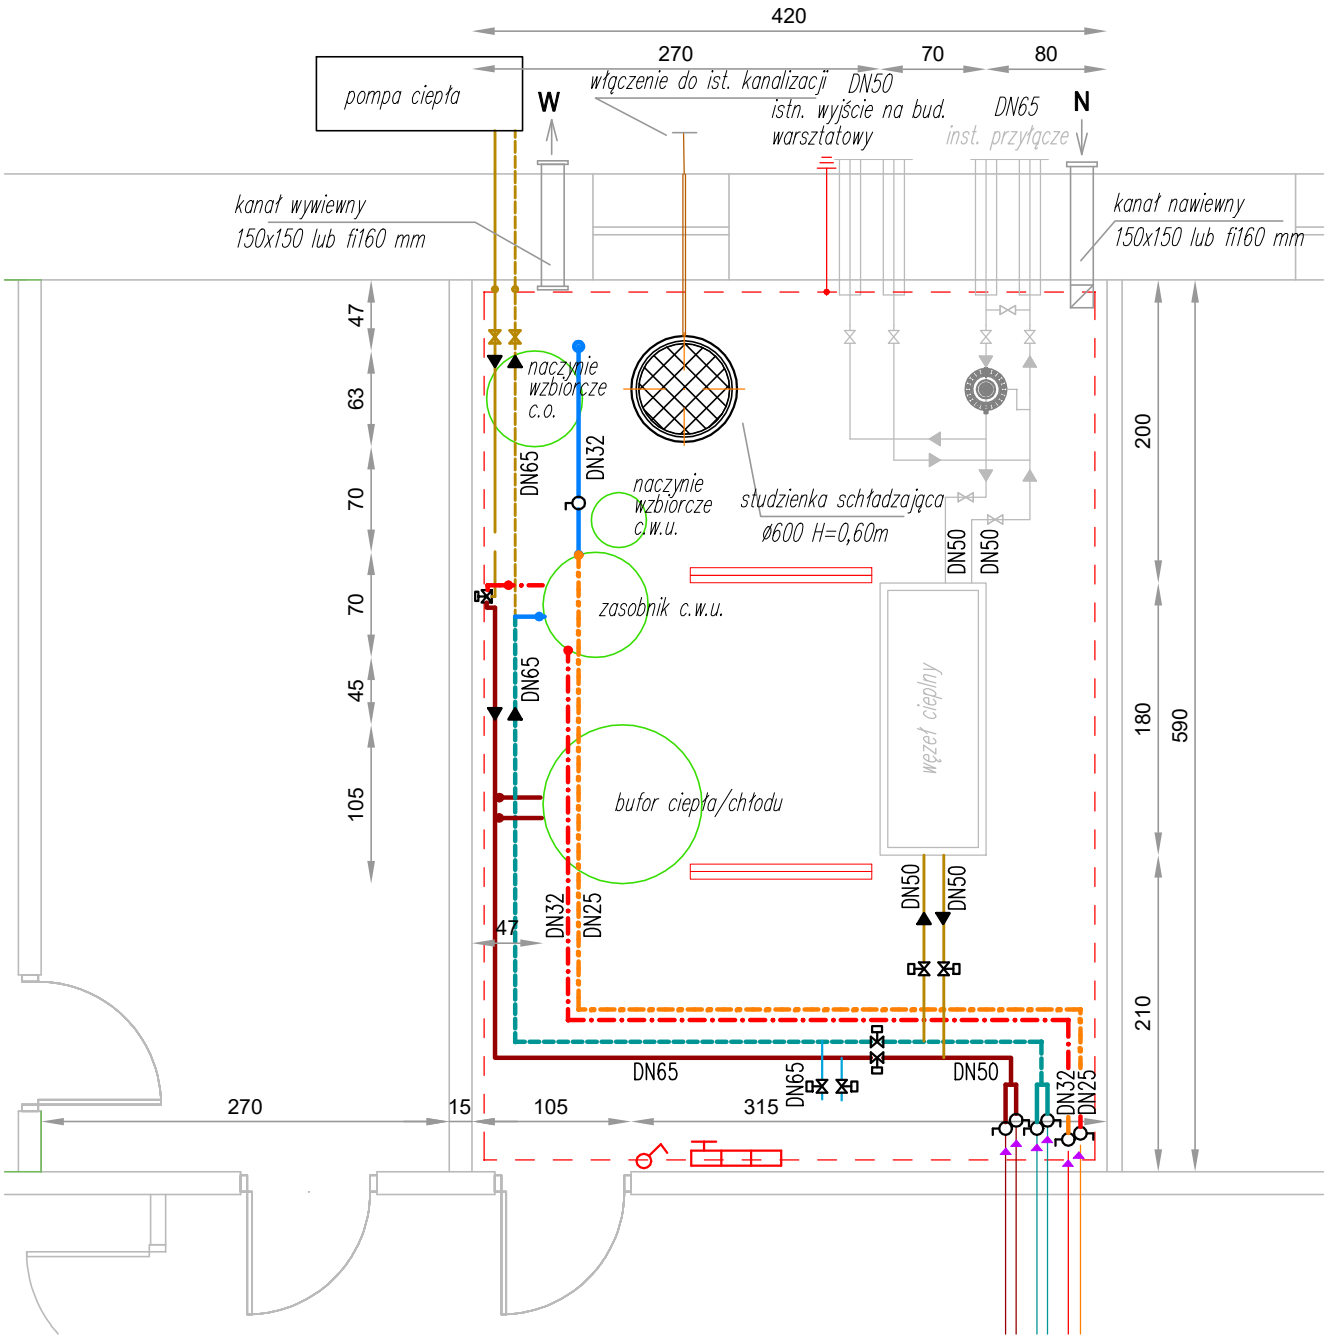 420
270
70
80
pompa ciepła
W
włączenie do ist. kanalizacji
DN50
istn. wyjście na bud.
warsztatowy
DN65
inst. przyłącze
N
kanał wywiewny
150x150 lub fi160 mm
kanał nawiewny
150x150 lub fi160 mm
47
63
70
70
45
105
naczynie
wzbiorcze
c.o.
DN65
DN32
naczynie
wzbiorcze
c.w.u.
studzienka schładzająca
ø600 H=0,60m
DN50
DN50
200
180
590
210
zasobnik c.w.u.
DN65
węzeł cieplny
bufor ciepła/chłodu
DN50
DN50
47
DN32
DN25
DN65
DN65
DN50
DN32
DN25
270
15
105
315